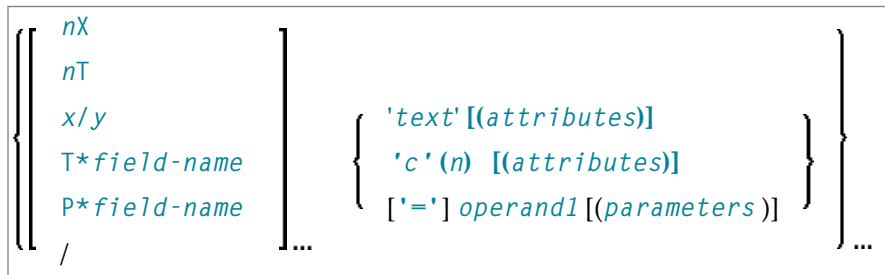 nX
nT
x/y
T*field-name
P*field-name
/
...
'text' [(attributes)]
'c' (n) [(attributes)]
['='] operand1 [(parameters )]
...